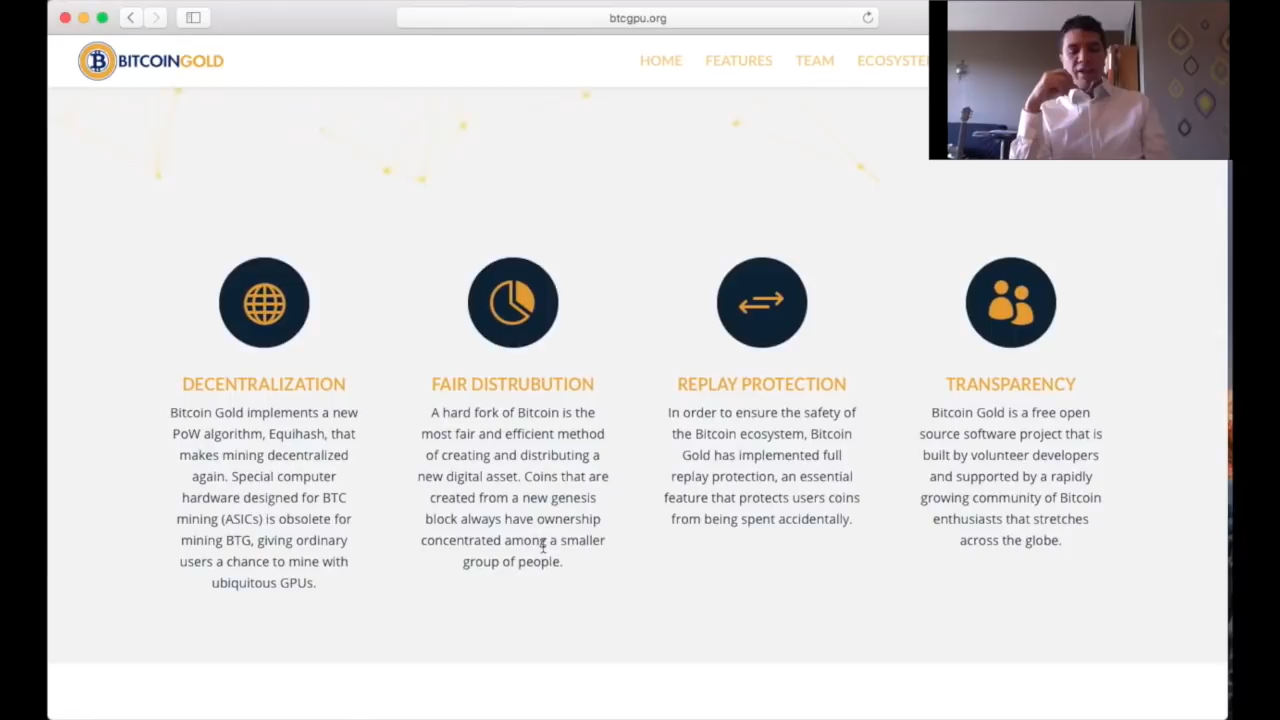 btcgpu.org
BITCOINGOLD
HOME FEATURES TEAM
DECENTRALIZATION
Bitcoin Gold implements a new
PoW algorithm, Equihash, that
makes mining decentralized
again. Special computer
hardware designed for BTC
mining (ASICs) is obsolete for
mining BTG, giving ordinary
users a chance to mine with
ubiquitous GPUs.
FAIR DISTRUBUTION
A hard fork of Bitcoin is the
most fair and efficient method
of creating and distributing a
new digital asset. Coins that are
created from a new genesis
block always have ownership
concentrated among a smaller
group of people.
REPLAY PROTECTION
In order to ensure the safety of
the Bitcoin ecosystem, Bitcoin
Gold has implemented full
replay protection, an essential
feature that protects users coins
from being spent accidentally.
TRANSPARENCY
Bitcoin Gold is a free open
source software project that is
built by volunteer developers
and supported by a rapidly
growing community of Bitcoin
enthusiasts that stretches
across the globe.